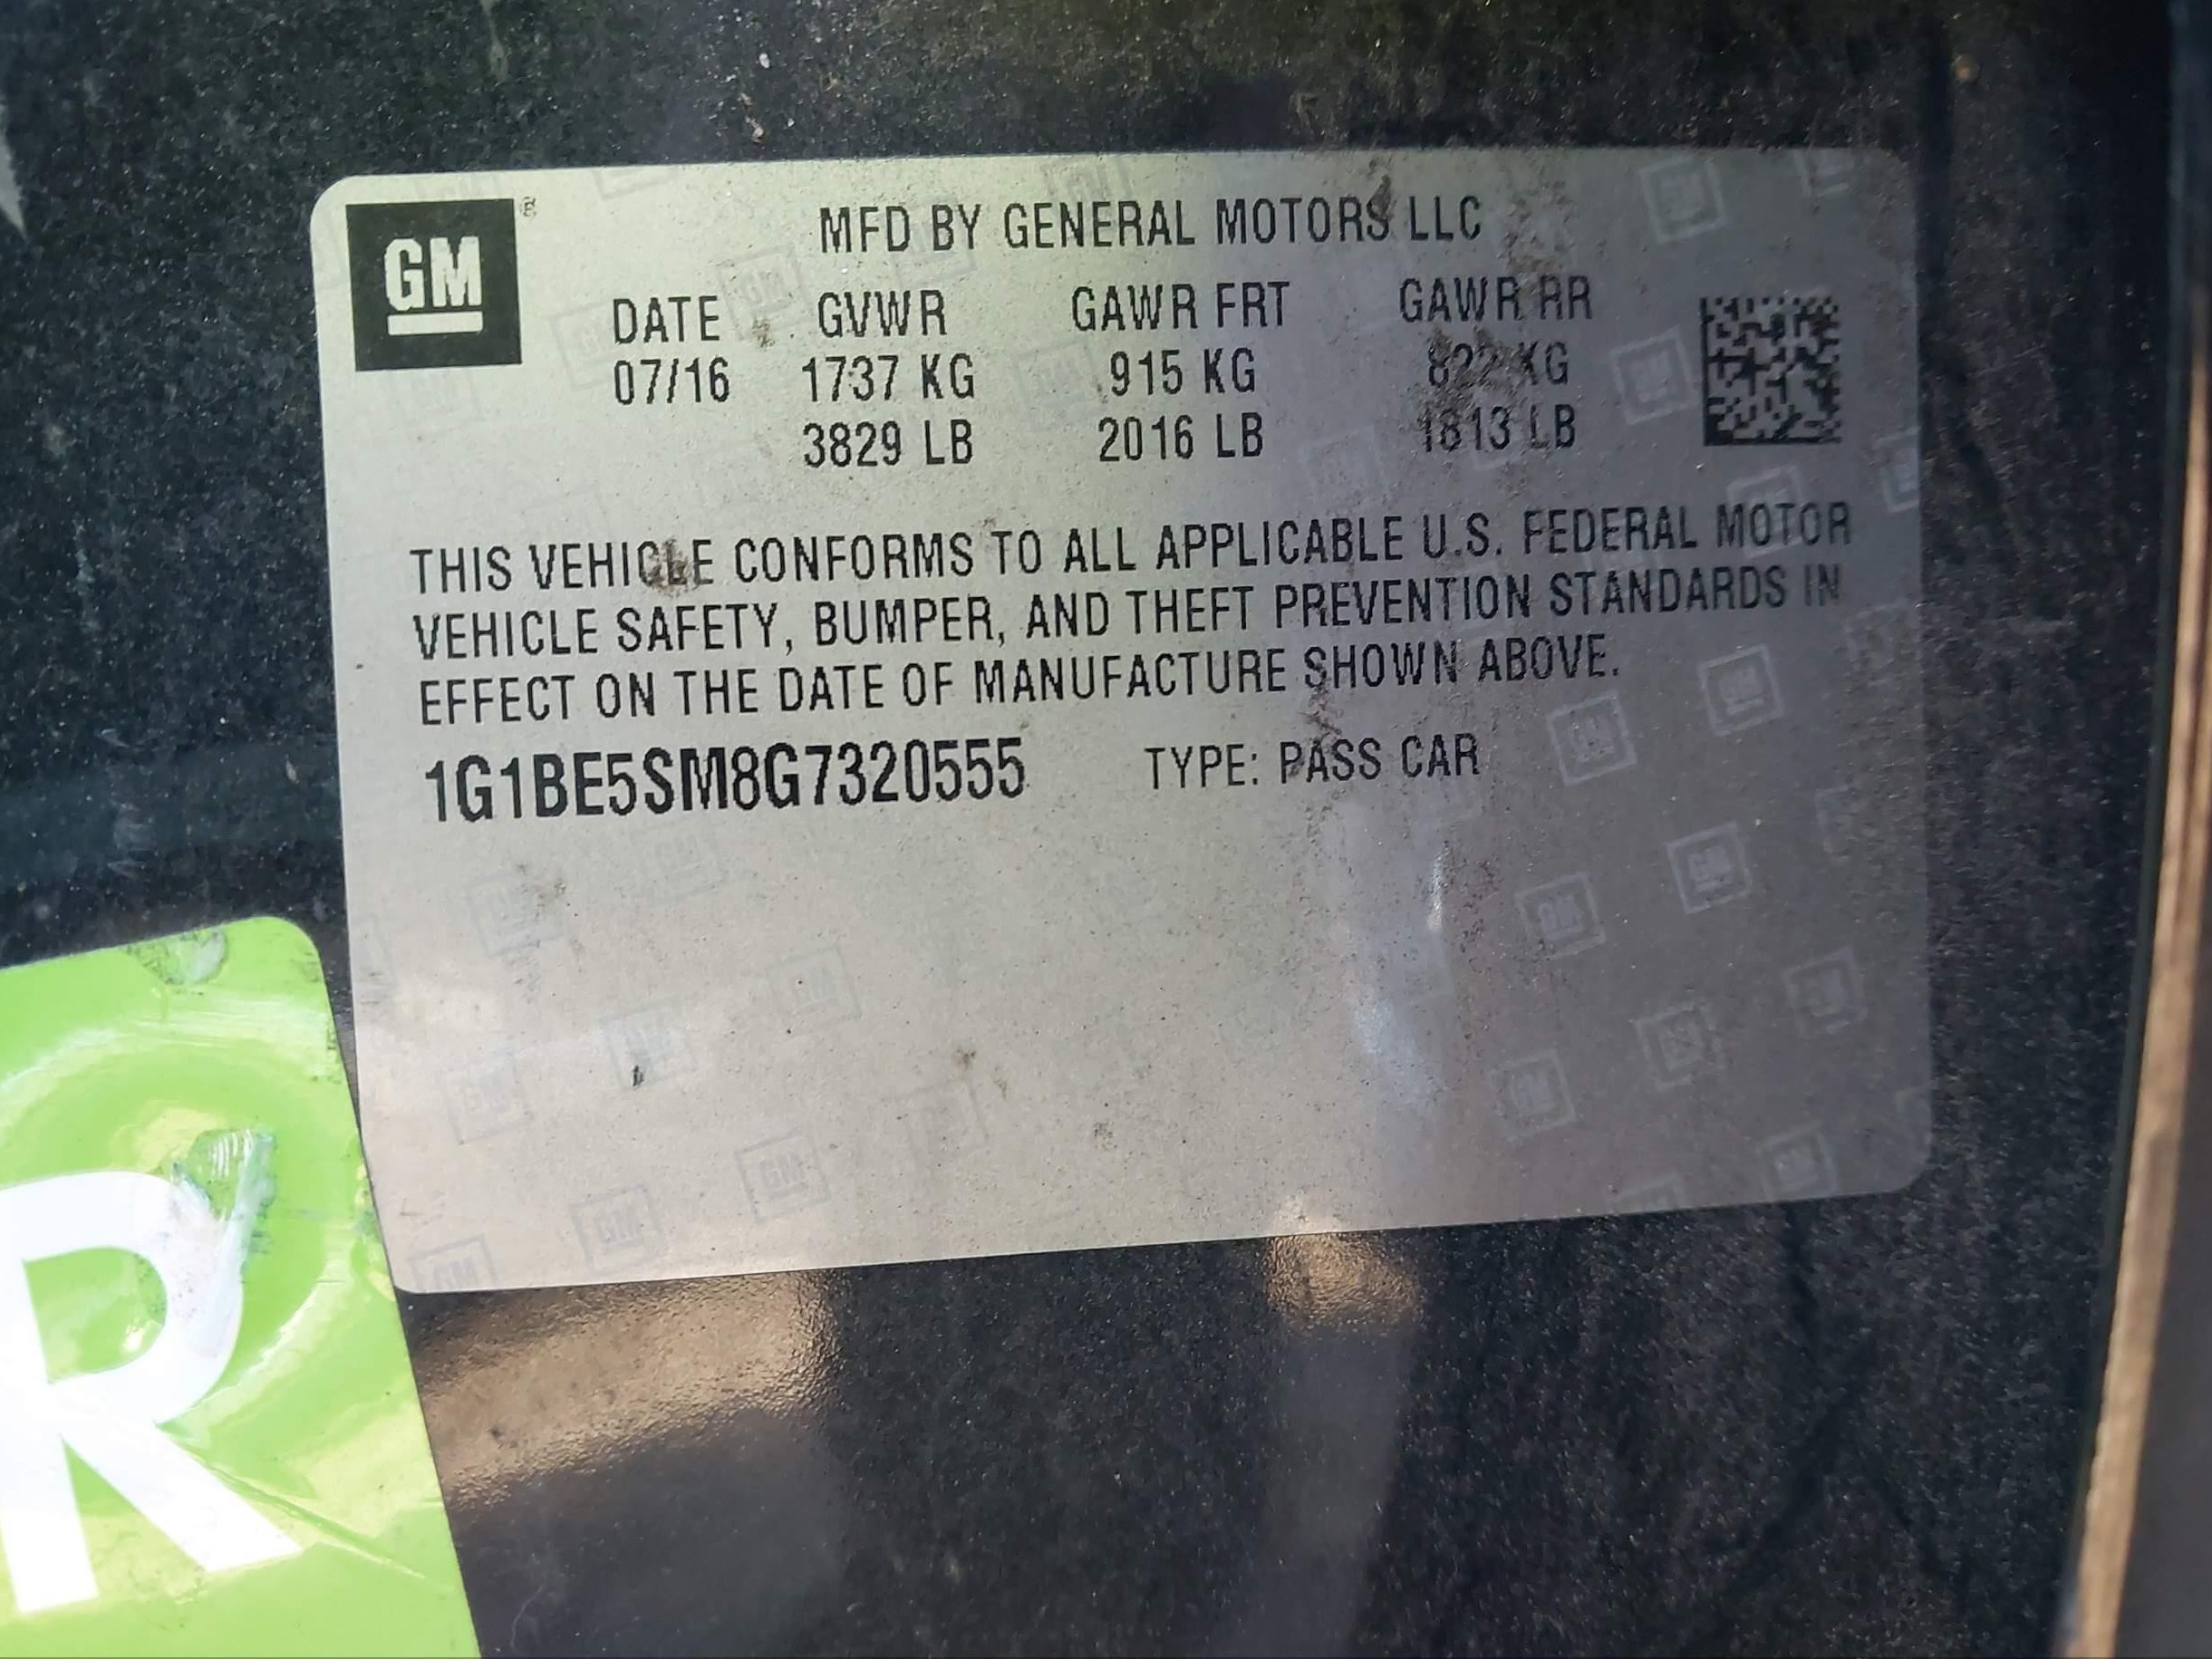 GM ®
MFD BY GENERAL MOTORS LLC
DATE GVWR GAWR FRT GAWR RR
07/16 1737 KG 915 KG 822 KG
3829 LB 2016 LB 1813 LB
THIS VEHICLE CONFORMS TO ALL APPLICABLE U.S. FEDERAL MOTOR
VEHICLE SAFETY, BUMPER, AND THEFT PREVENTION STANDARDS IN
EFFECT ON THE DATE OF MANUFACTURE SHOWN ABOVE.
1G1BE5SM8G7320555 TYPE: PASS CAR
R